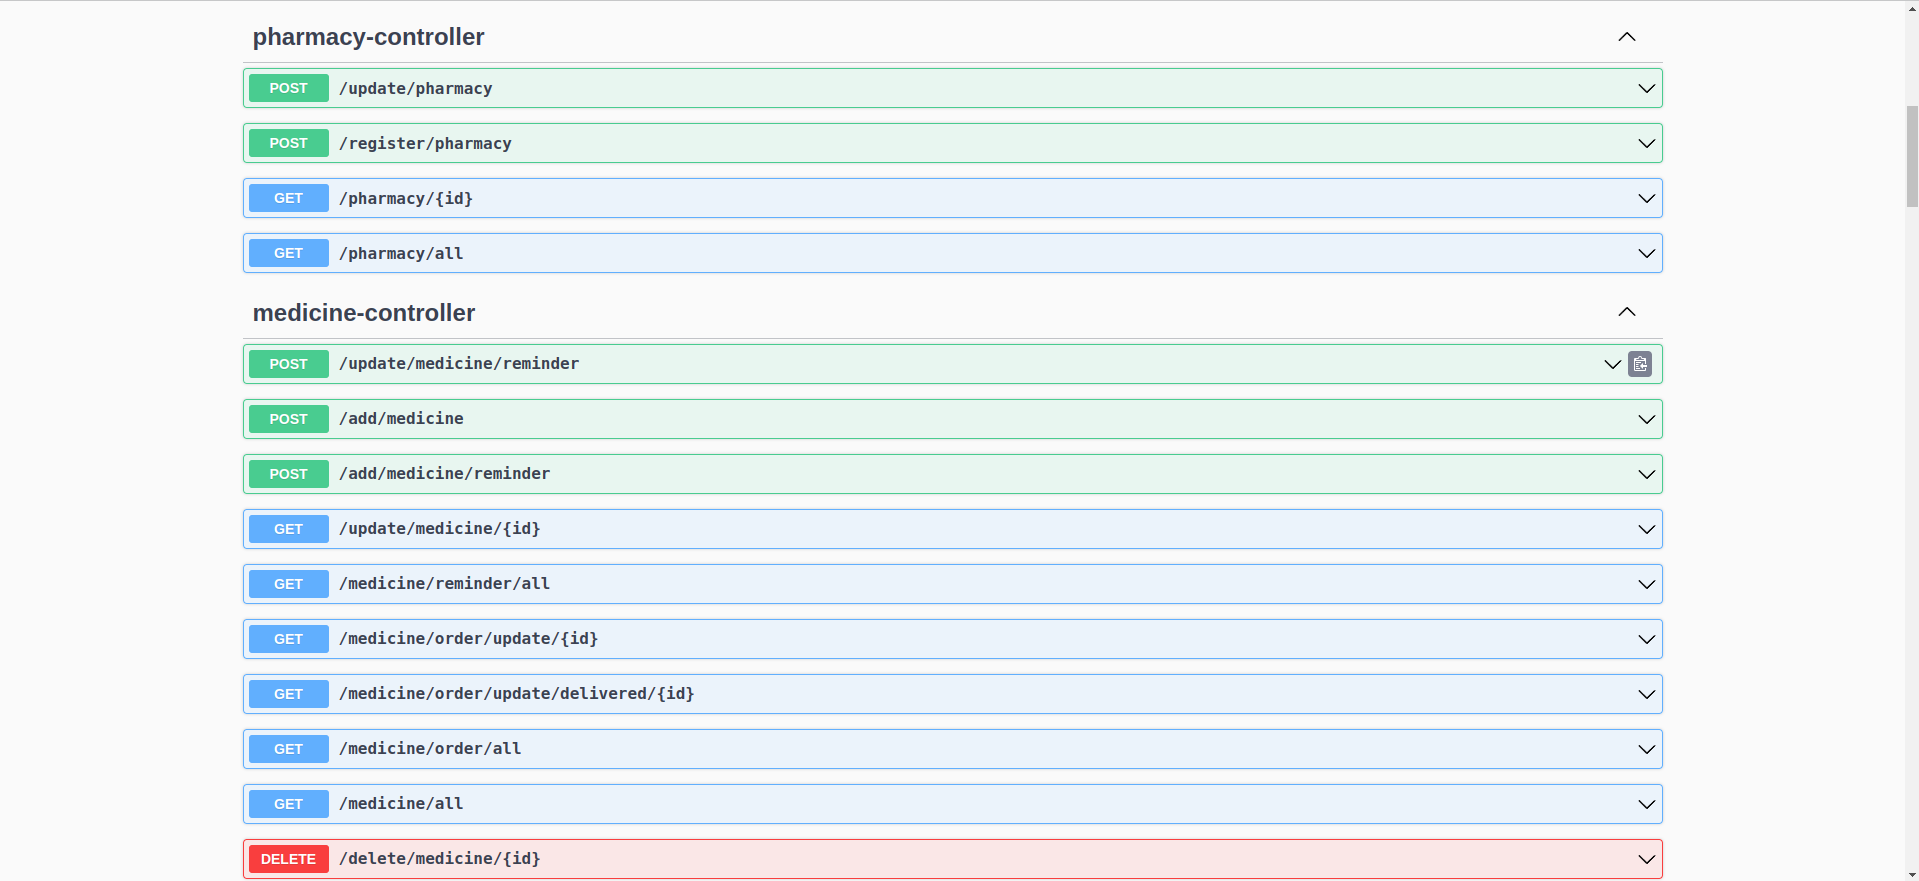 pharmacy-controller
POST /update/pharmacy
POST /register/pharmacy
GET /pharmacy/{id}
GET /pharmacy/all
medicine-controller
POST /update/medicine/reminder
POST /add/medicine
POST /add/medicine/reminder
GET /update/medicine/{id}
GET /medicine/reminder/all
GET /medicine/order/update/{id}
GET /medicine/order/update/delivered/{id}
GET /medicine/order/all
GET /medicine/all
DELETE /delete/medicine/{id}